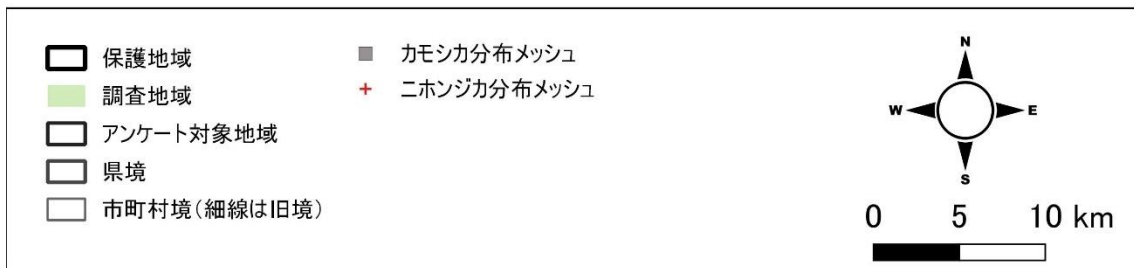 保護地域
調査地域
アンケート対象地域
県境
市町村境(細線は旧境)
カモシカ分布メッシュ
ニホンジカ分布メッシュ
N
W E
S
0 5 10 km